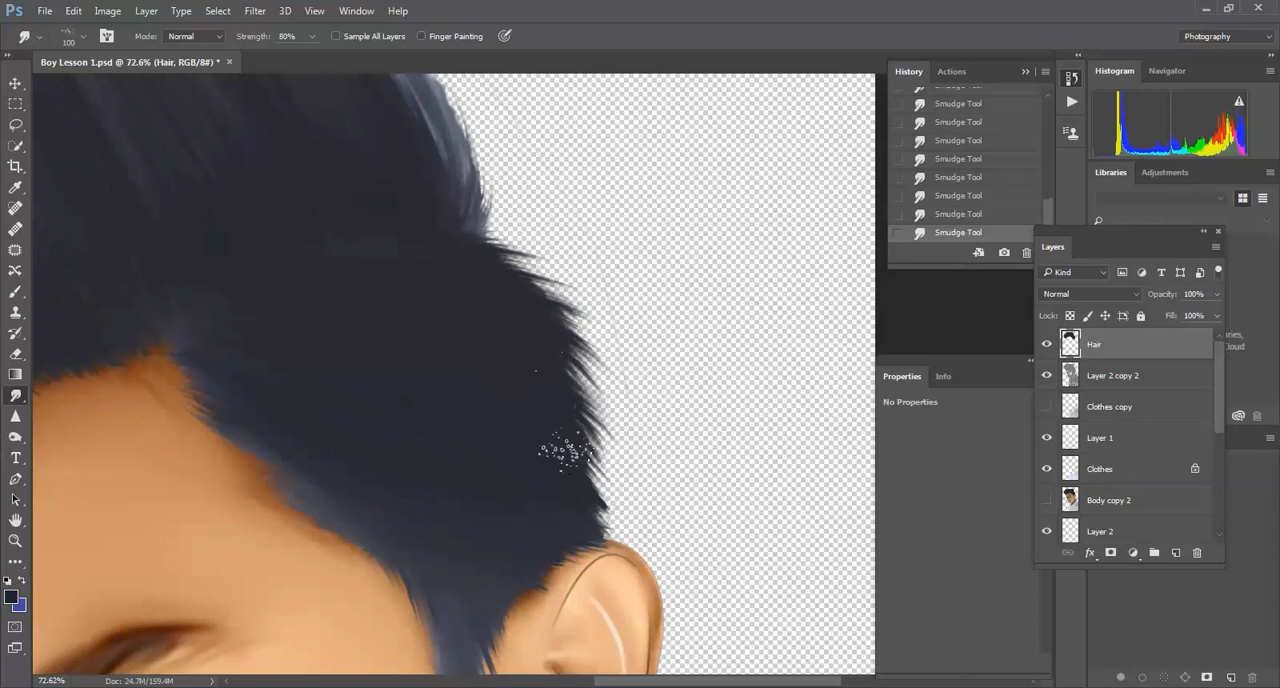 Ps File Edit Image Layer Type Select Filter 3D View Window Help
100 Mode: Normal Strength: 80% Sample All Layers Finger Painting Photography
Boy Lesson 1.psd @ 72.6% (Hair, RGB/8#) *
History Actions
Histogram Navigator
Smudge Tool
Smudge Tool
Smudge Tool
Smudge Tool
Smudge Tool
Smudge Tool
Smudge Tool
Smudge Tool
Libraries Adjustments
Layers
Kind
Normal Opacity: 100%
Lock: Fill: 100%
Hair
Layer 2 copy 2
Clothes copy
Layer 1
Clothes
Body copy 2
Layer 2
Properties Info
No Properties
72.62% Doc: 24.7M/159.4M